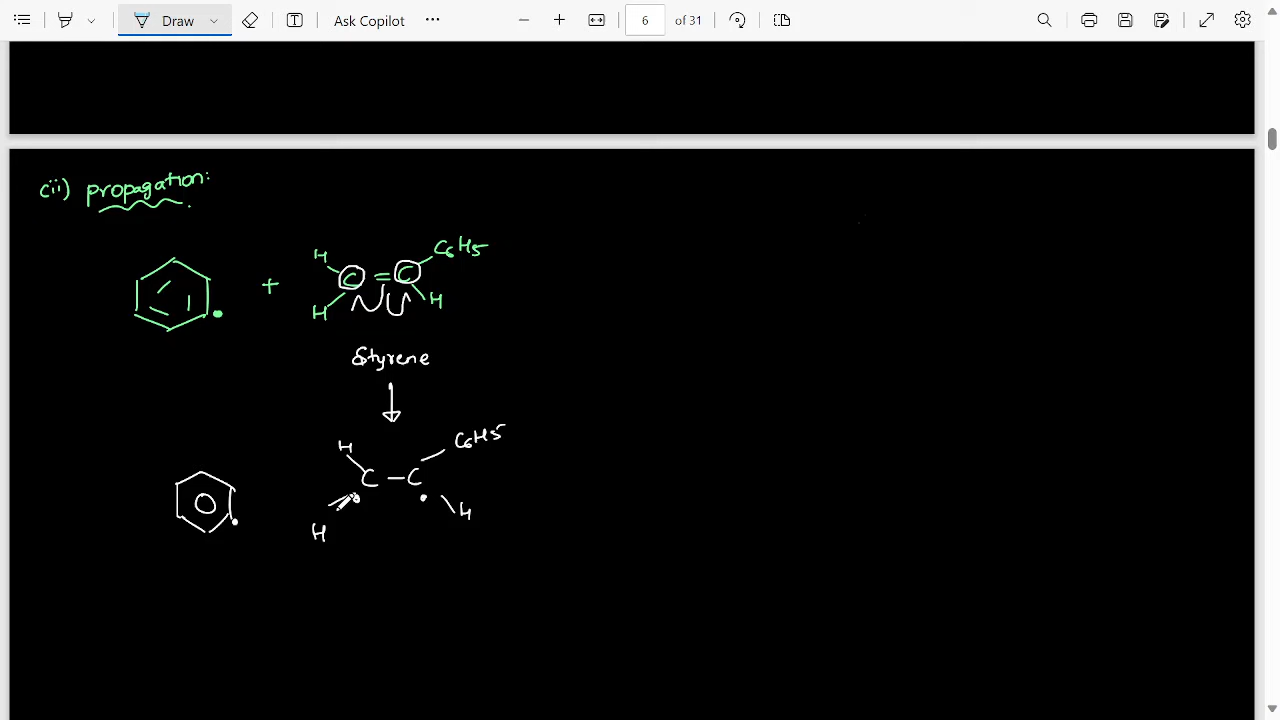 Draw
Ask Copilot
6 of 31
(ii) propagation:
H C6H5
+ C = C
H H
Styrene
H C6H5
C - C
H H